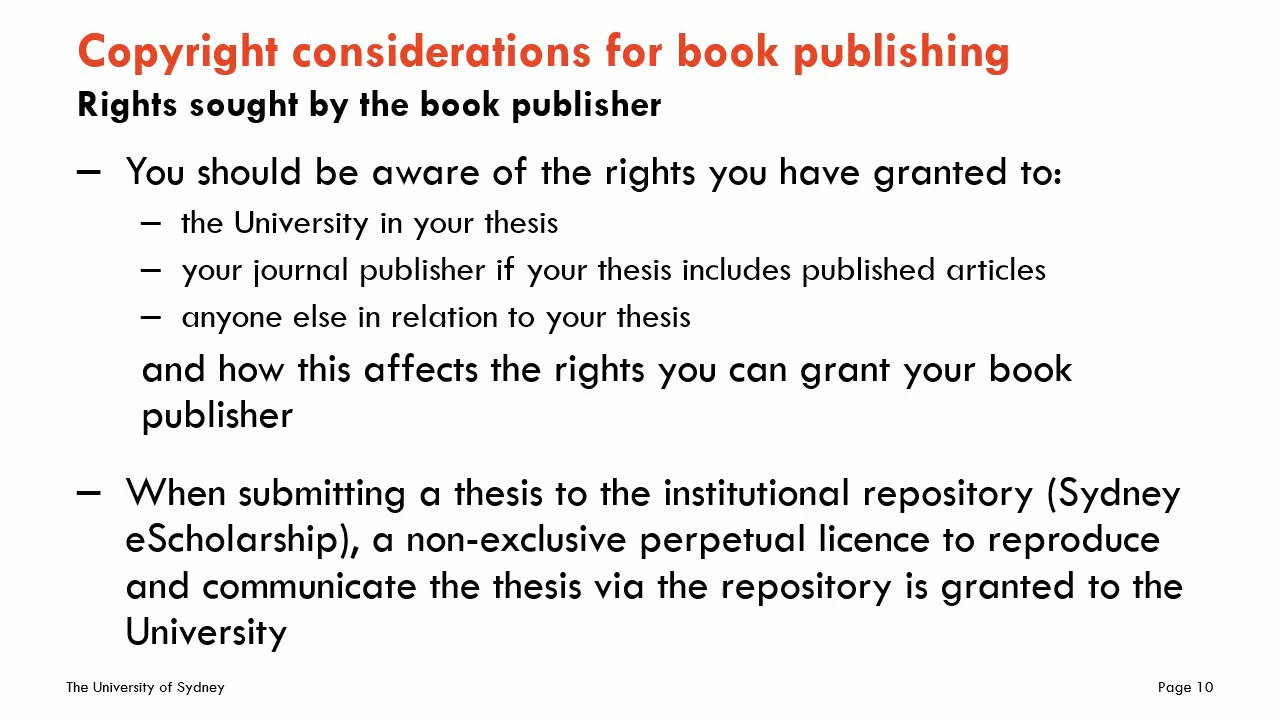 Copyright considerations for book publishing
Rights sought by the book publisher
– You should be aware of the rights you have granted to:
– the University in your thesis
– your journal publisher if your thesis includes published articles
– anyone else in relation to your thesis
and how this affects the rights you can grant your book
publisher
– When submitting a thesis to the institutional repository (Sydney
eScholarship), a non-exclusive perpetual licence to reproduce
and communicate the thesis via the repository is granted to the
University
The University of Sydney
Page 10